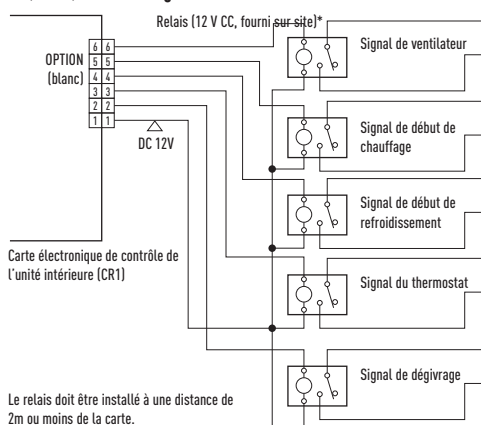 Relais (12 V CC, fourni sur site)*
OPTION
(blanc)
6 6
5 5
4 4
3 3
2 2
1 1
DC 12V
Signal de ventilateur
Signal de début de
chauffage
Signal de début de
refroidissement
Signal du thermostat
Signal de dégivrage
Carte électronique de contrôle de
l'unité intérieure (CR1)
Le relais doit être installé à une distance de
2m ou moins de la carte.